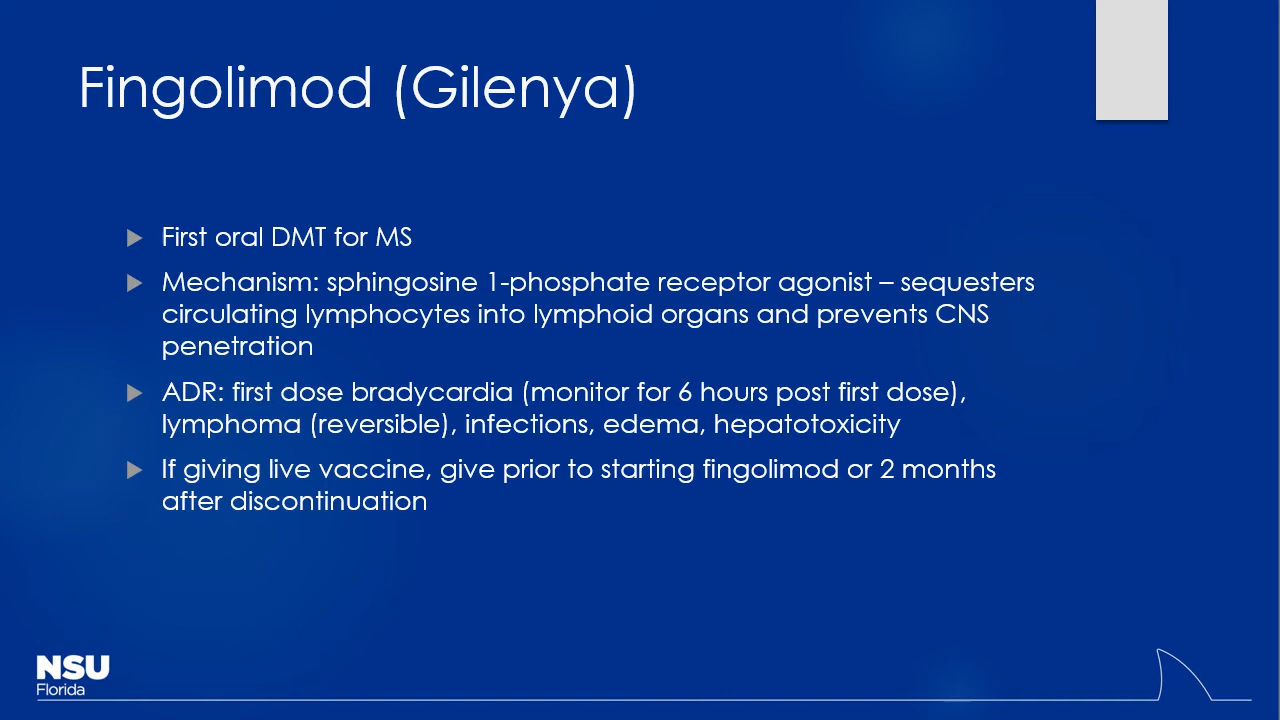 Fingolimod (Gilenya)
First oral DMT for MS
Mechanism: sphingosine 1-phosphate receptor agonist – sequesters
circulating lymphocytes into lymphoid organs and prevents CNS
penetration
ADR: first dose bradycardia (monitor for 6 hours post first dose),
lymphoma (reversible), infections, edema, hepatotoxicity
If giving live vaccine, give prior to starting fingolimod or 2 months
after discontinuation
NSU
Florida